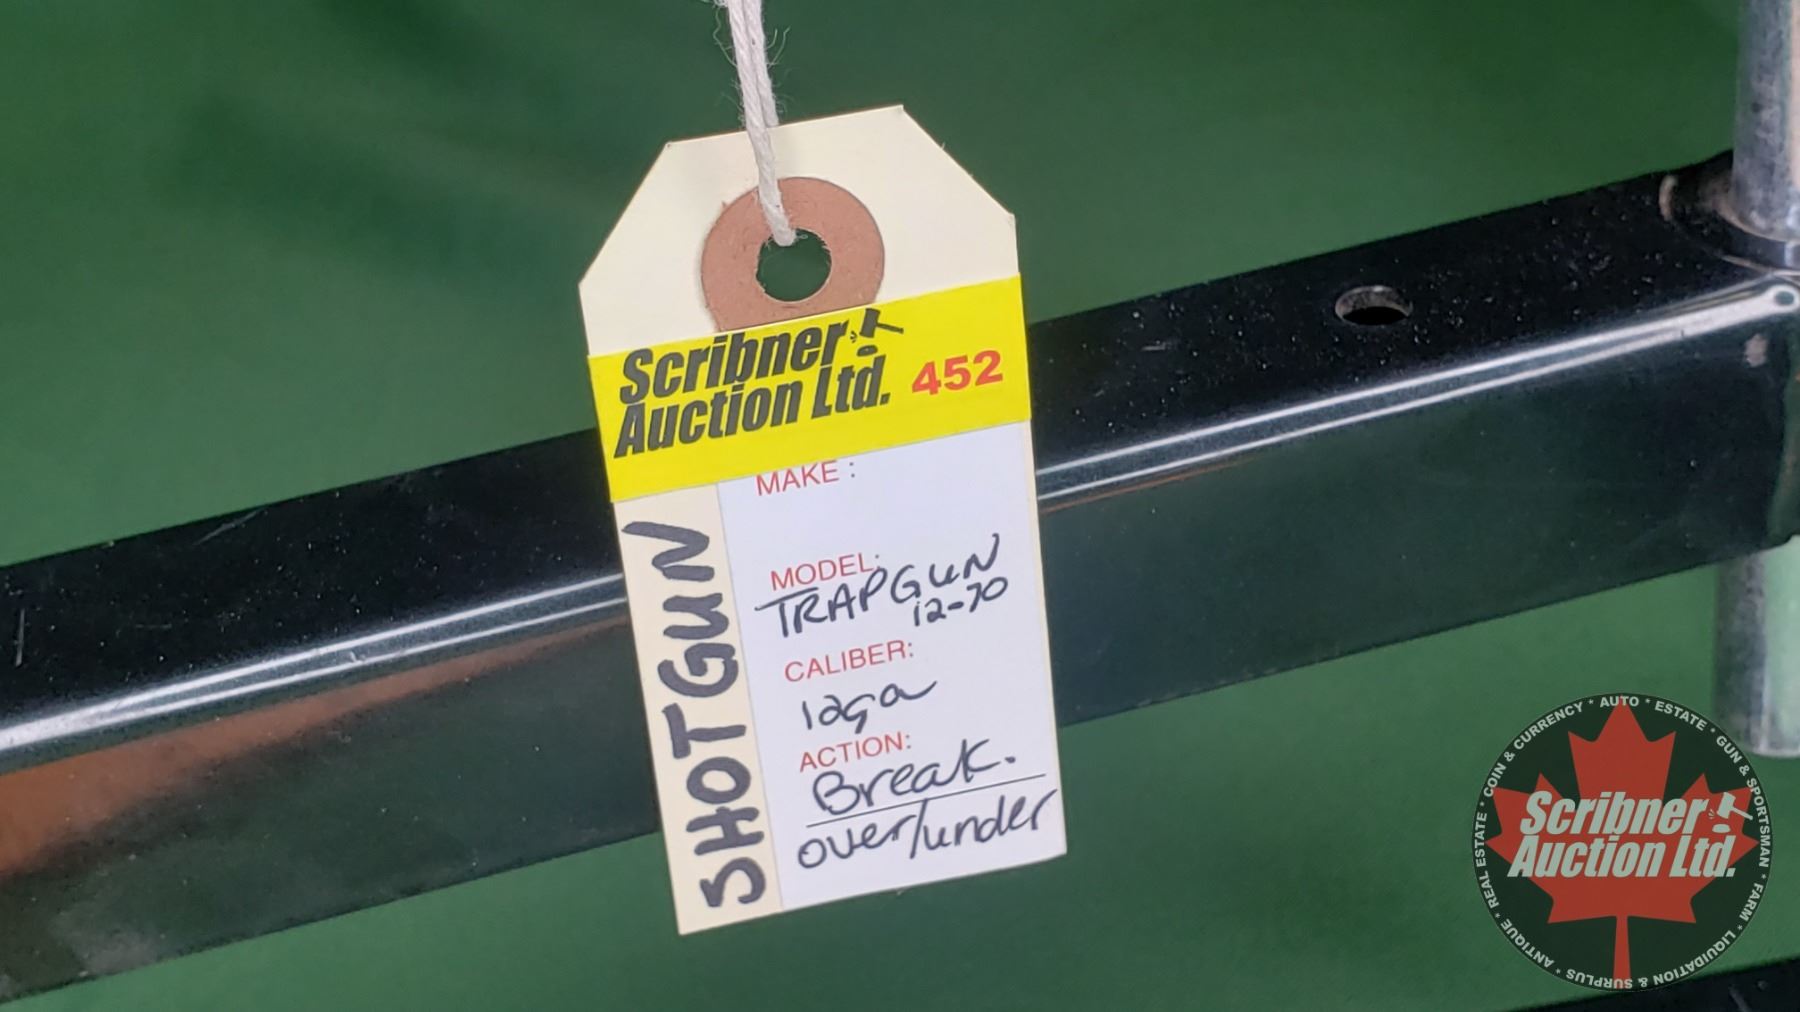 Scribner
Auction Ltd. 452
MAKE :
MODEL:
TRAPGUN
12-70
CALIBER:
12ga
ACTION:
Break.
over/under
SHOTGUN
Scribner
Auction Ltd.
* REAL ESTATE * COIN & CURRENCY * AUTO * ESTATE * GUN & SPORTSMAN * FARM * LIQUIDATION & SURPLUS * ANTIQUE